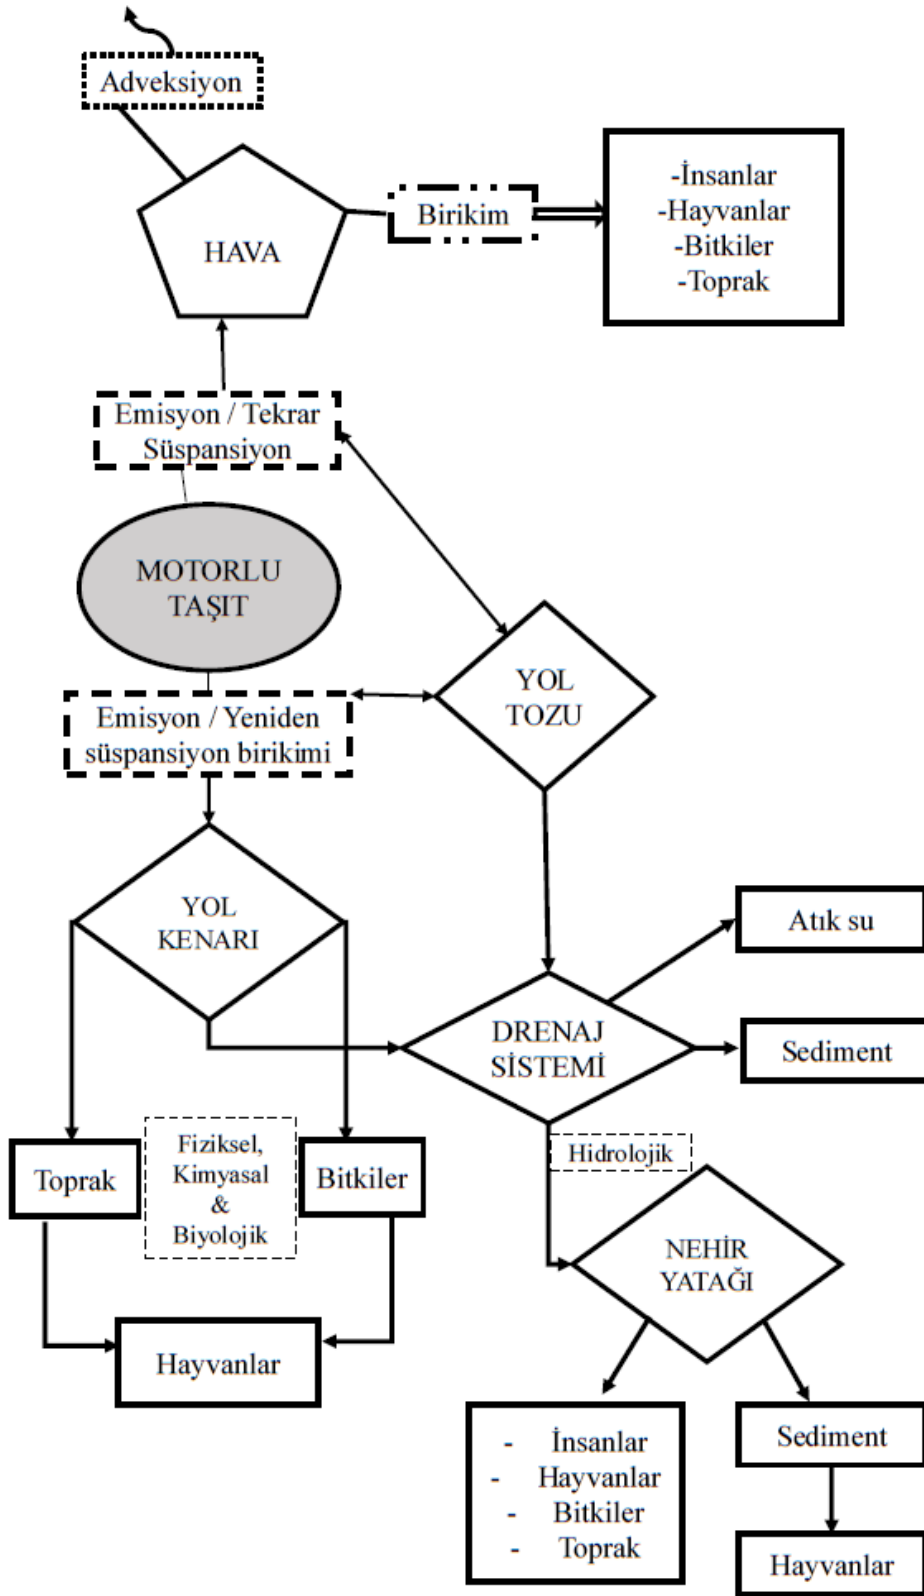 Adveksiyon
HAVA
Birikim
-İnsanlar
-Hayvanlar
-Bitkiler
-Toprak
Emisyon / Tekrar
Süspansiyon
MOTORLU
TAŞIT
YOL
TOZU
Emisyon / Yeniden
süspansiyon birikimi
YOL
KENARI
Atık su
DRENAJ
SİSTEMİ
Sediment
Toprak
Fiziksel,
Kimyasal
&
Biyolojik
Bitkiler
Hidrolojik
NEHİR
YATAĞI
Hayvanlar
- İnsanlar
- Hayvanlar
- Bitkiler
- Toprak
Sediment
Hayvanlar